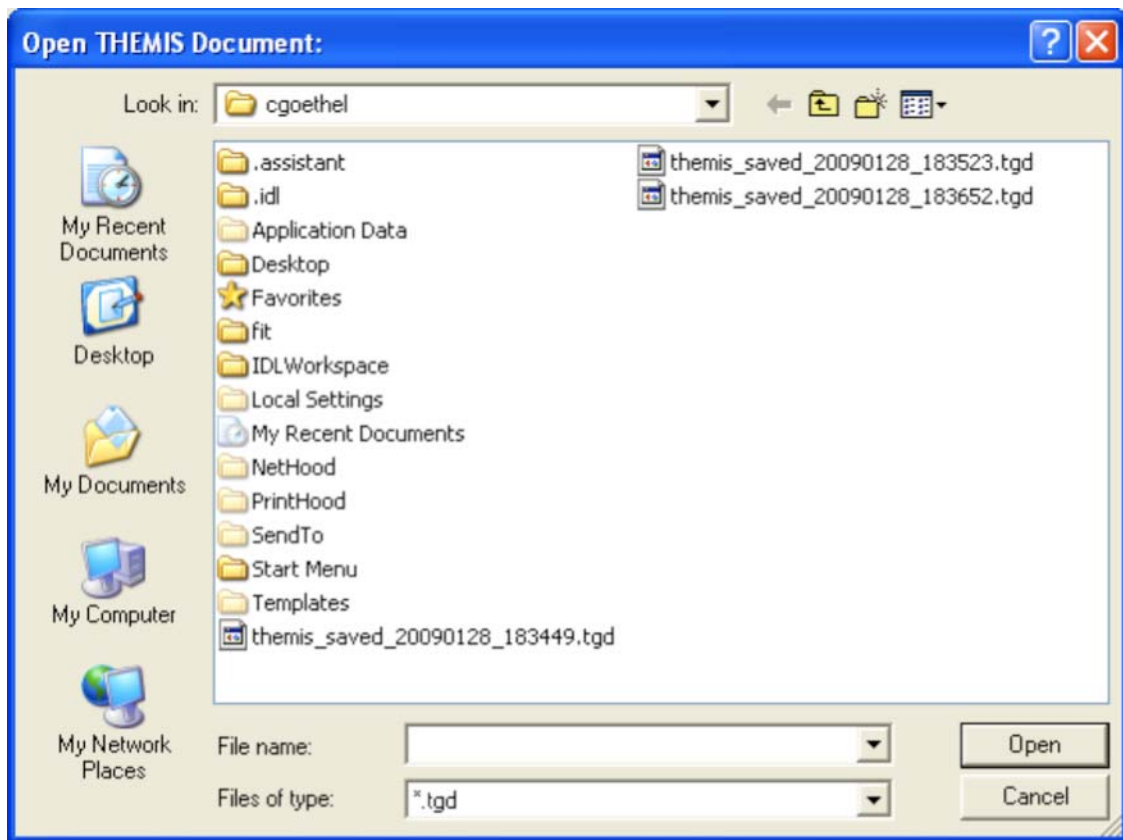 Open THEMIS Document:
Look in:
cgoethel
My Recent
Documents
Desktop
My Documents
My Computer
My Network
Places
.assistant
.idl
Application Data
Desktop
Favorites
fit
IDLWorkspace
Local Settings
My Recent Documents
NetHood
PrintHood
SendTo
Start Menu
Templates
themis_saved_20090128_183449.tgd
themis_saved_20090128_183523.tgd
themis_saved_20090128_183652.tgd
File name:
Open
Files of type:
*.tgd
Cancel